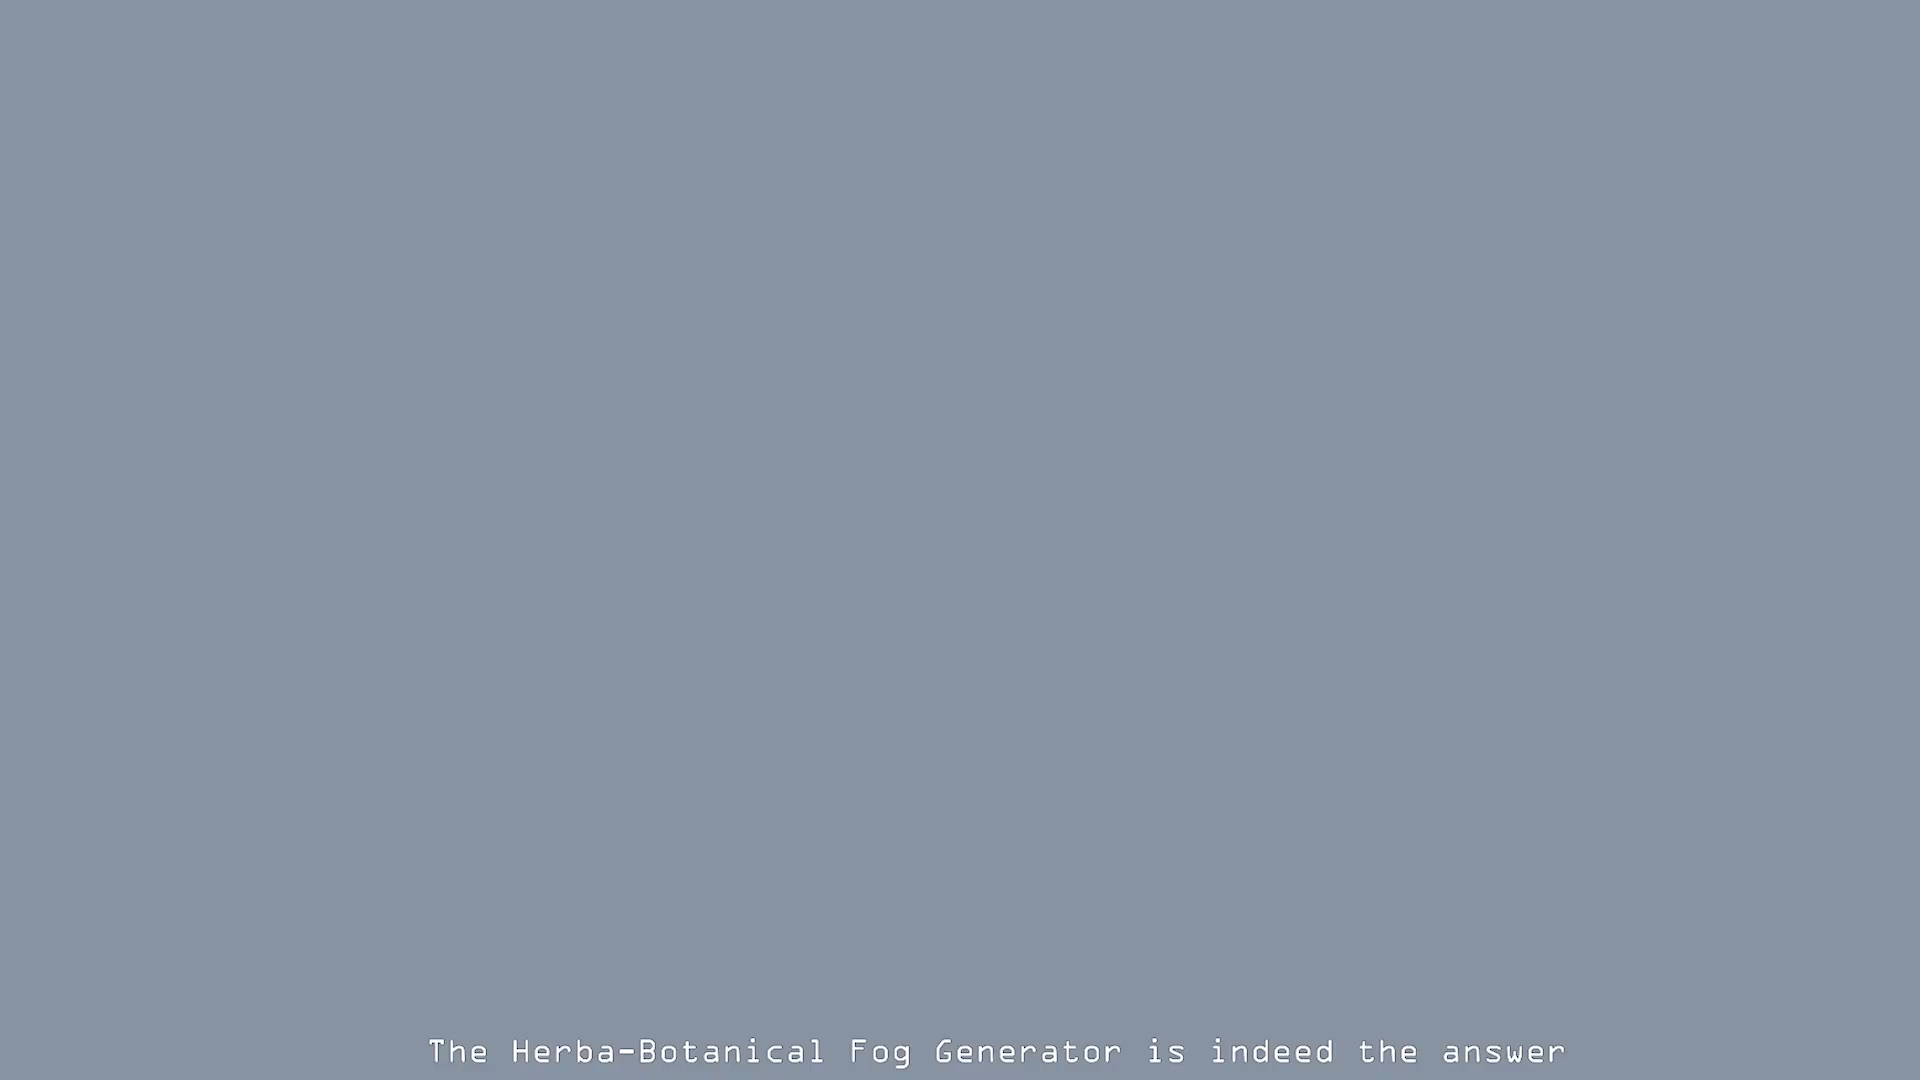 The Herba-Botanical Fog Generator is indeed the answer